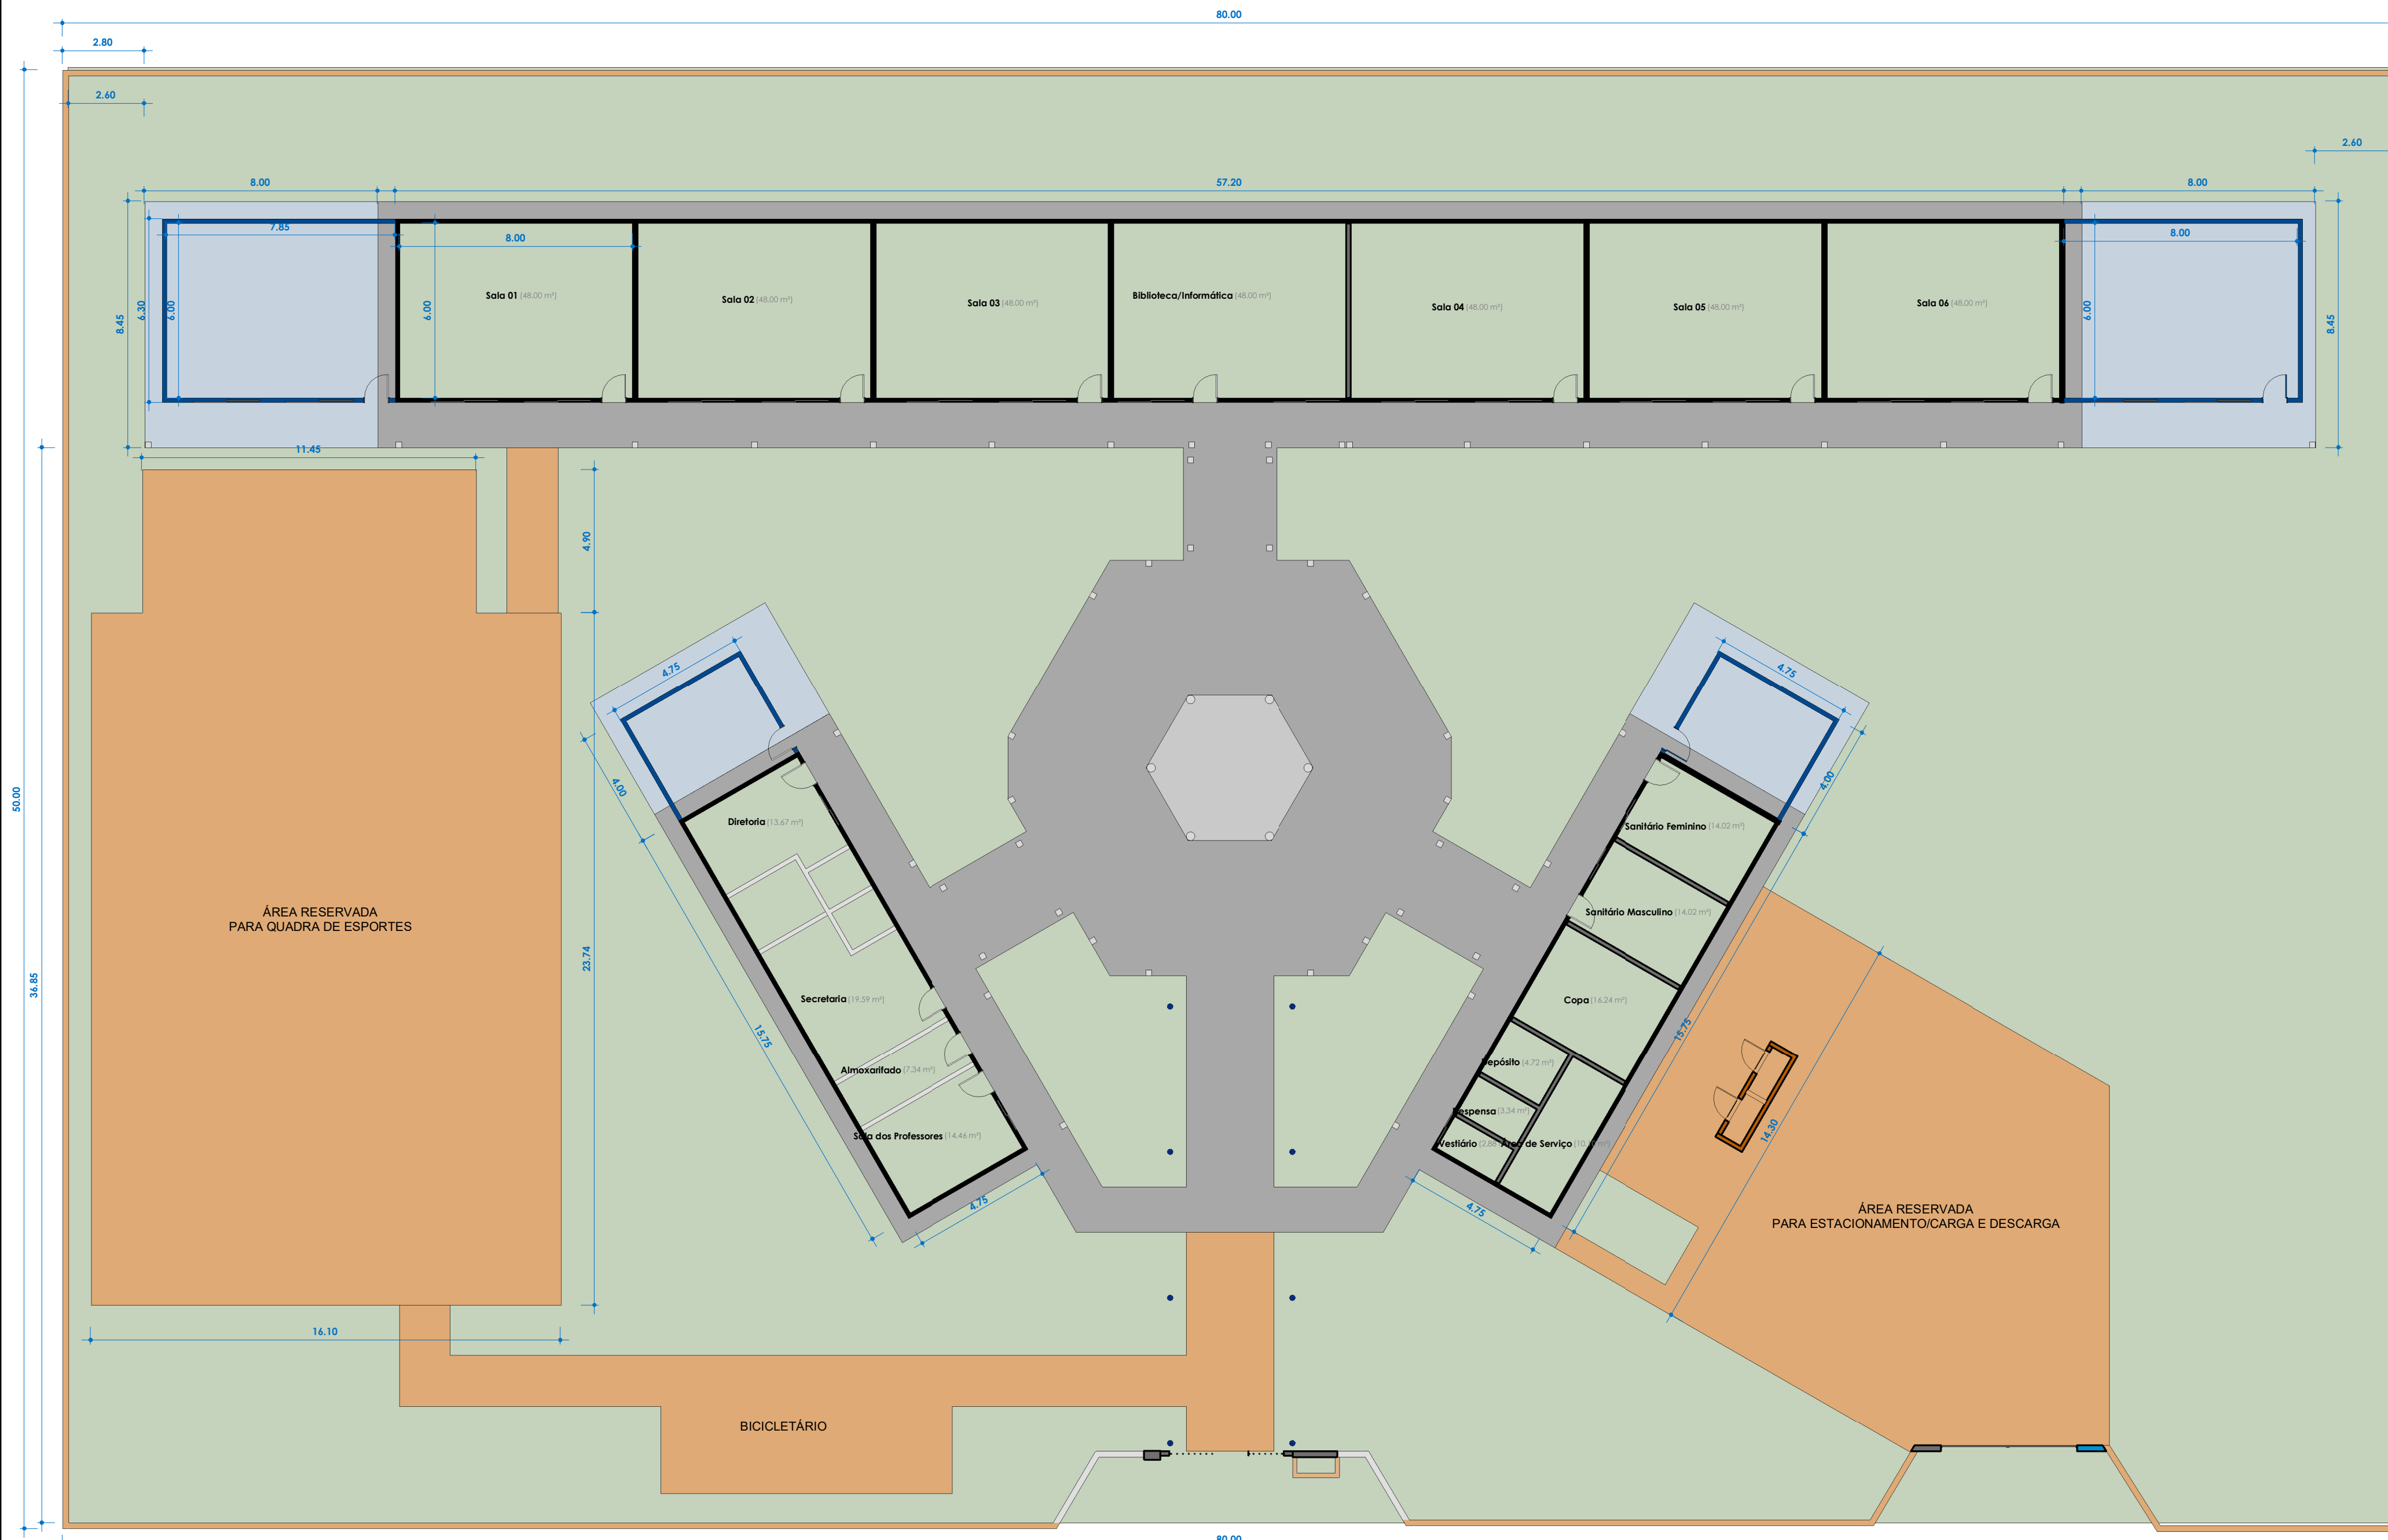 80.00
2.80
2.60
2.60
8.00
57.20
8.00
7.85
8.00
8.00
8.45
6.30
6.00
6.00
6.00
8.45
Sala 01 (48.00 m²)
Sala 02 (48.00 m²)
Sala 03 (48.00 m²)
Biblioteca/Informática (48.00 m²)
Sala 04 (48.00 m²)
Sala 05 (48.00 m²)
Sala 06 (48.00 m²)
11.45
4.90
4.75
4.75
4.00
4.00
50.00
Diretoria (13.67 m²)
Sanitário Feminino (14.02 m²)
ÁREA RESERVADA
PARA QUADRA DE ESPORTES
Sanitário Masculino (14.02 m²)
36.85
23.74
Secretaria (19.59 m²)
Copa (16.24 m²)
15.75
15.75
Almoxarifado (7.34 m²)
Depósito (4.72 m²)
Despensa (3.34 m²)
14.30
Sala dos Professores (14.46 m²)
Vestiário
Área de Serviço
4.75
4.75
ÁREA RESERVADA
PARA ESTACIONAMENTO/CARGA E DESCARGA
16.10
BICICLETÁRIO
80.00